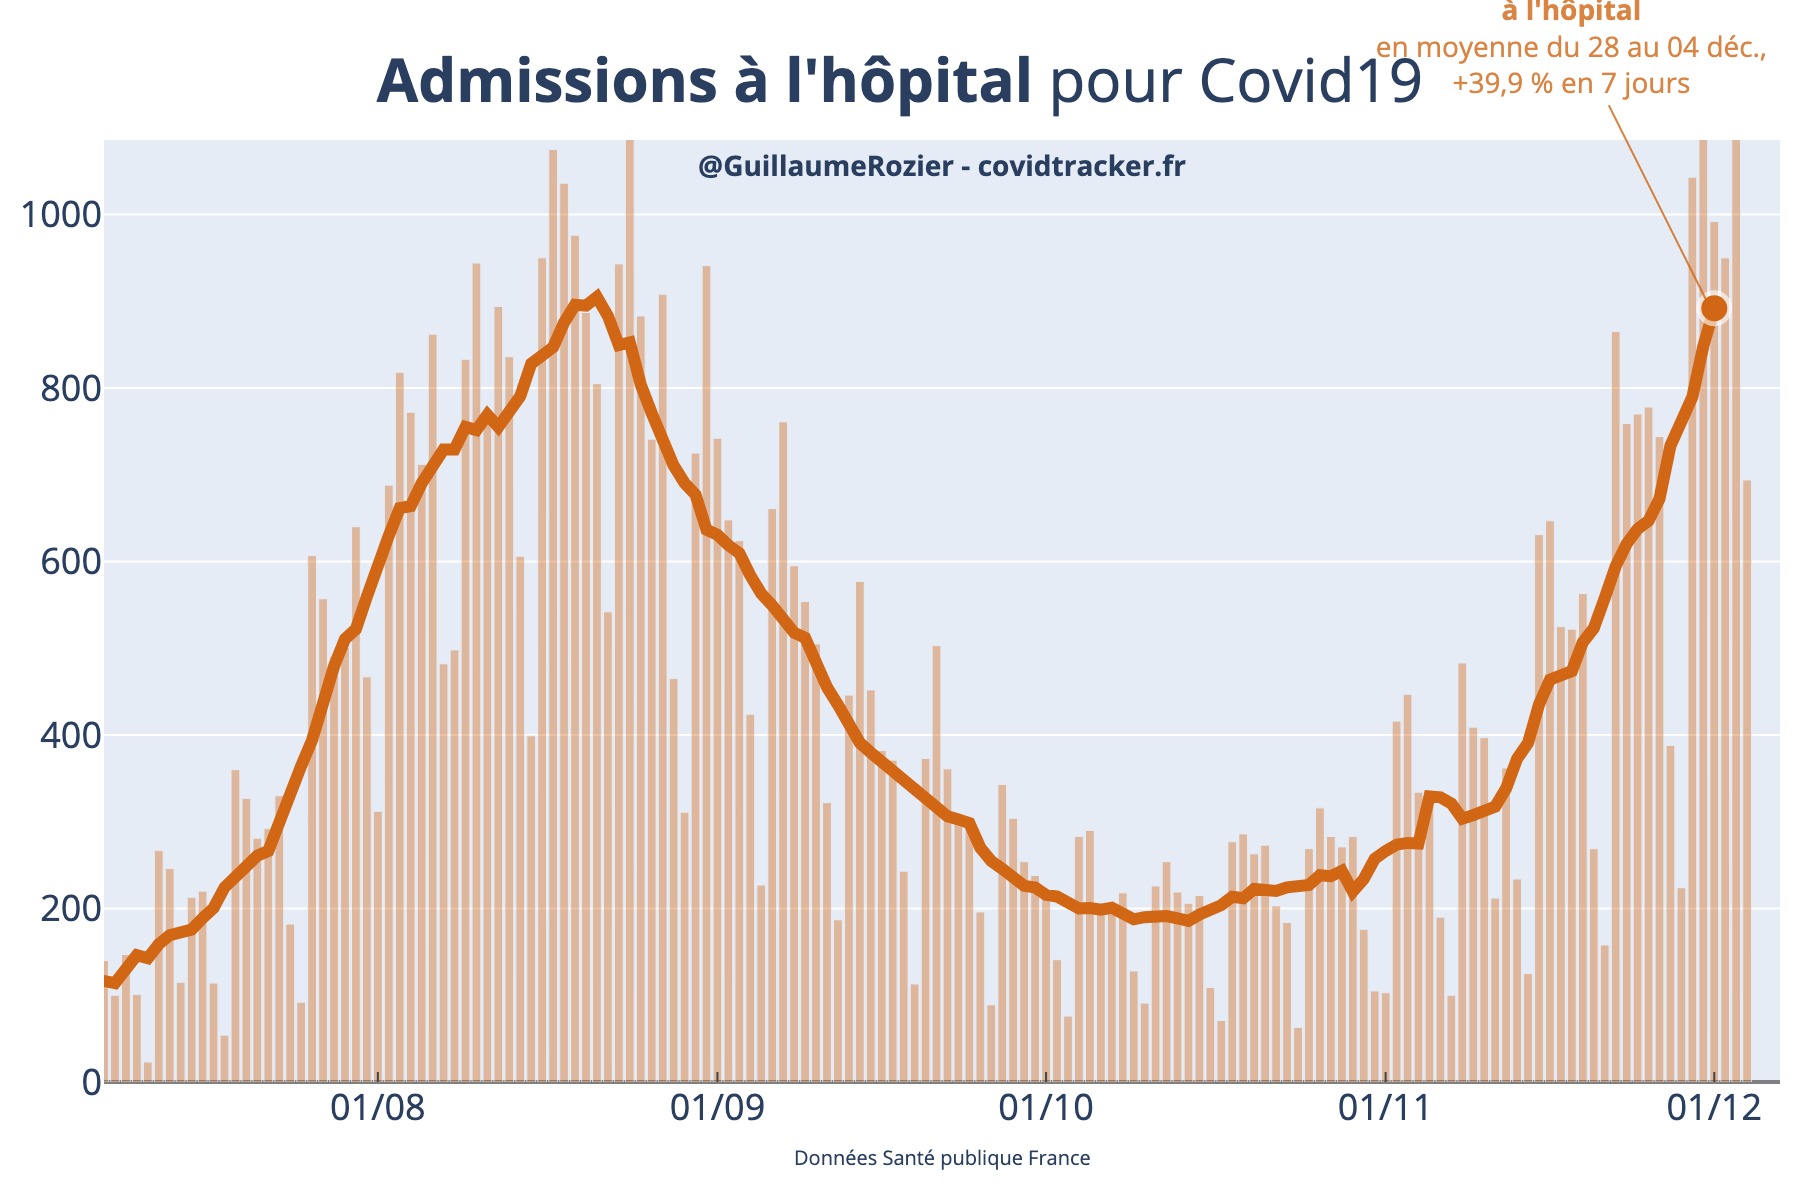 à l'hôpital
en moyenne du 28 au 04 déc.,
+39,9 % en 7 jours
Admissions à l'hôpital pour Covid19
@GuillaumeRozier - covidtracker.fr
1000
800
600
400
200
0
01/08 01/09 01/10 01/11 01/12
Données Santé publique France